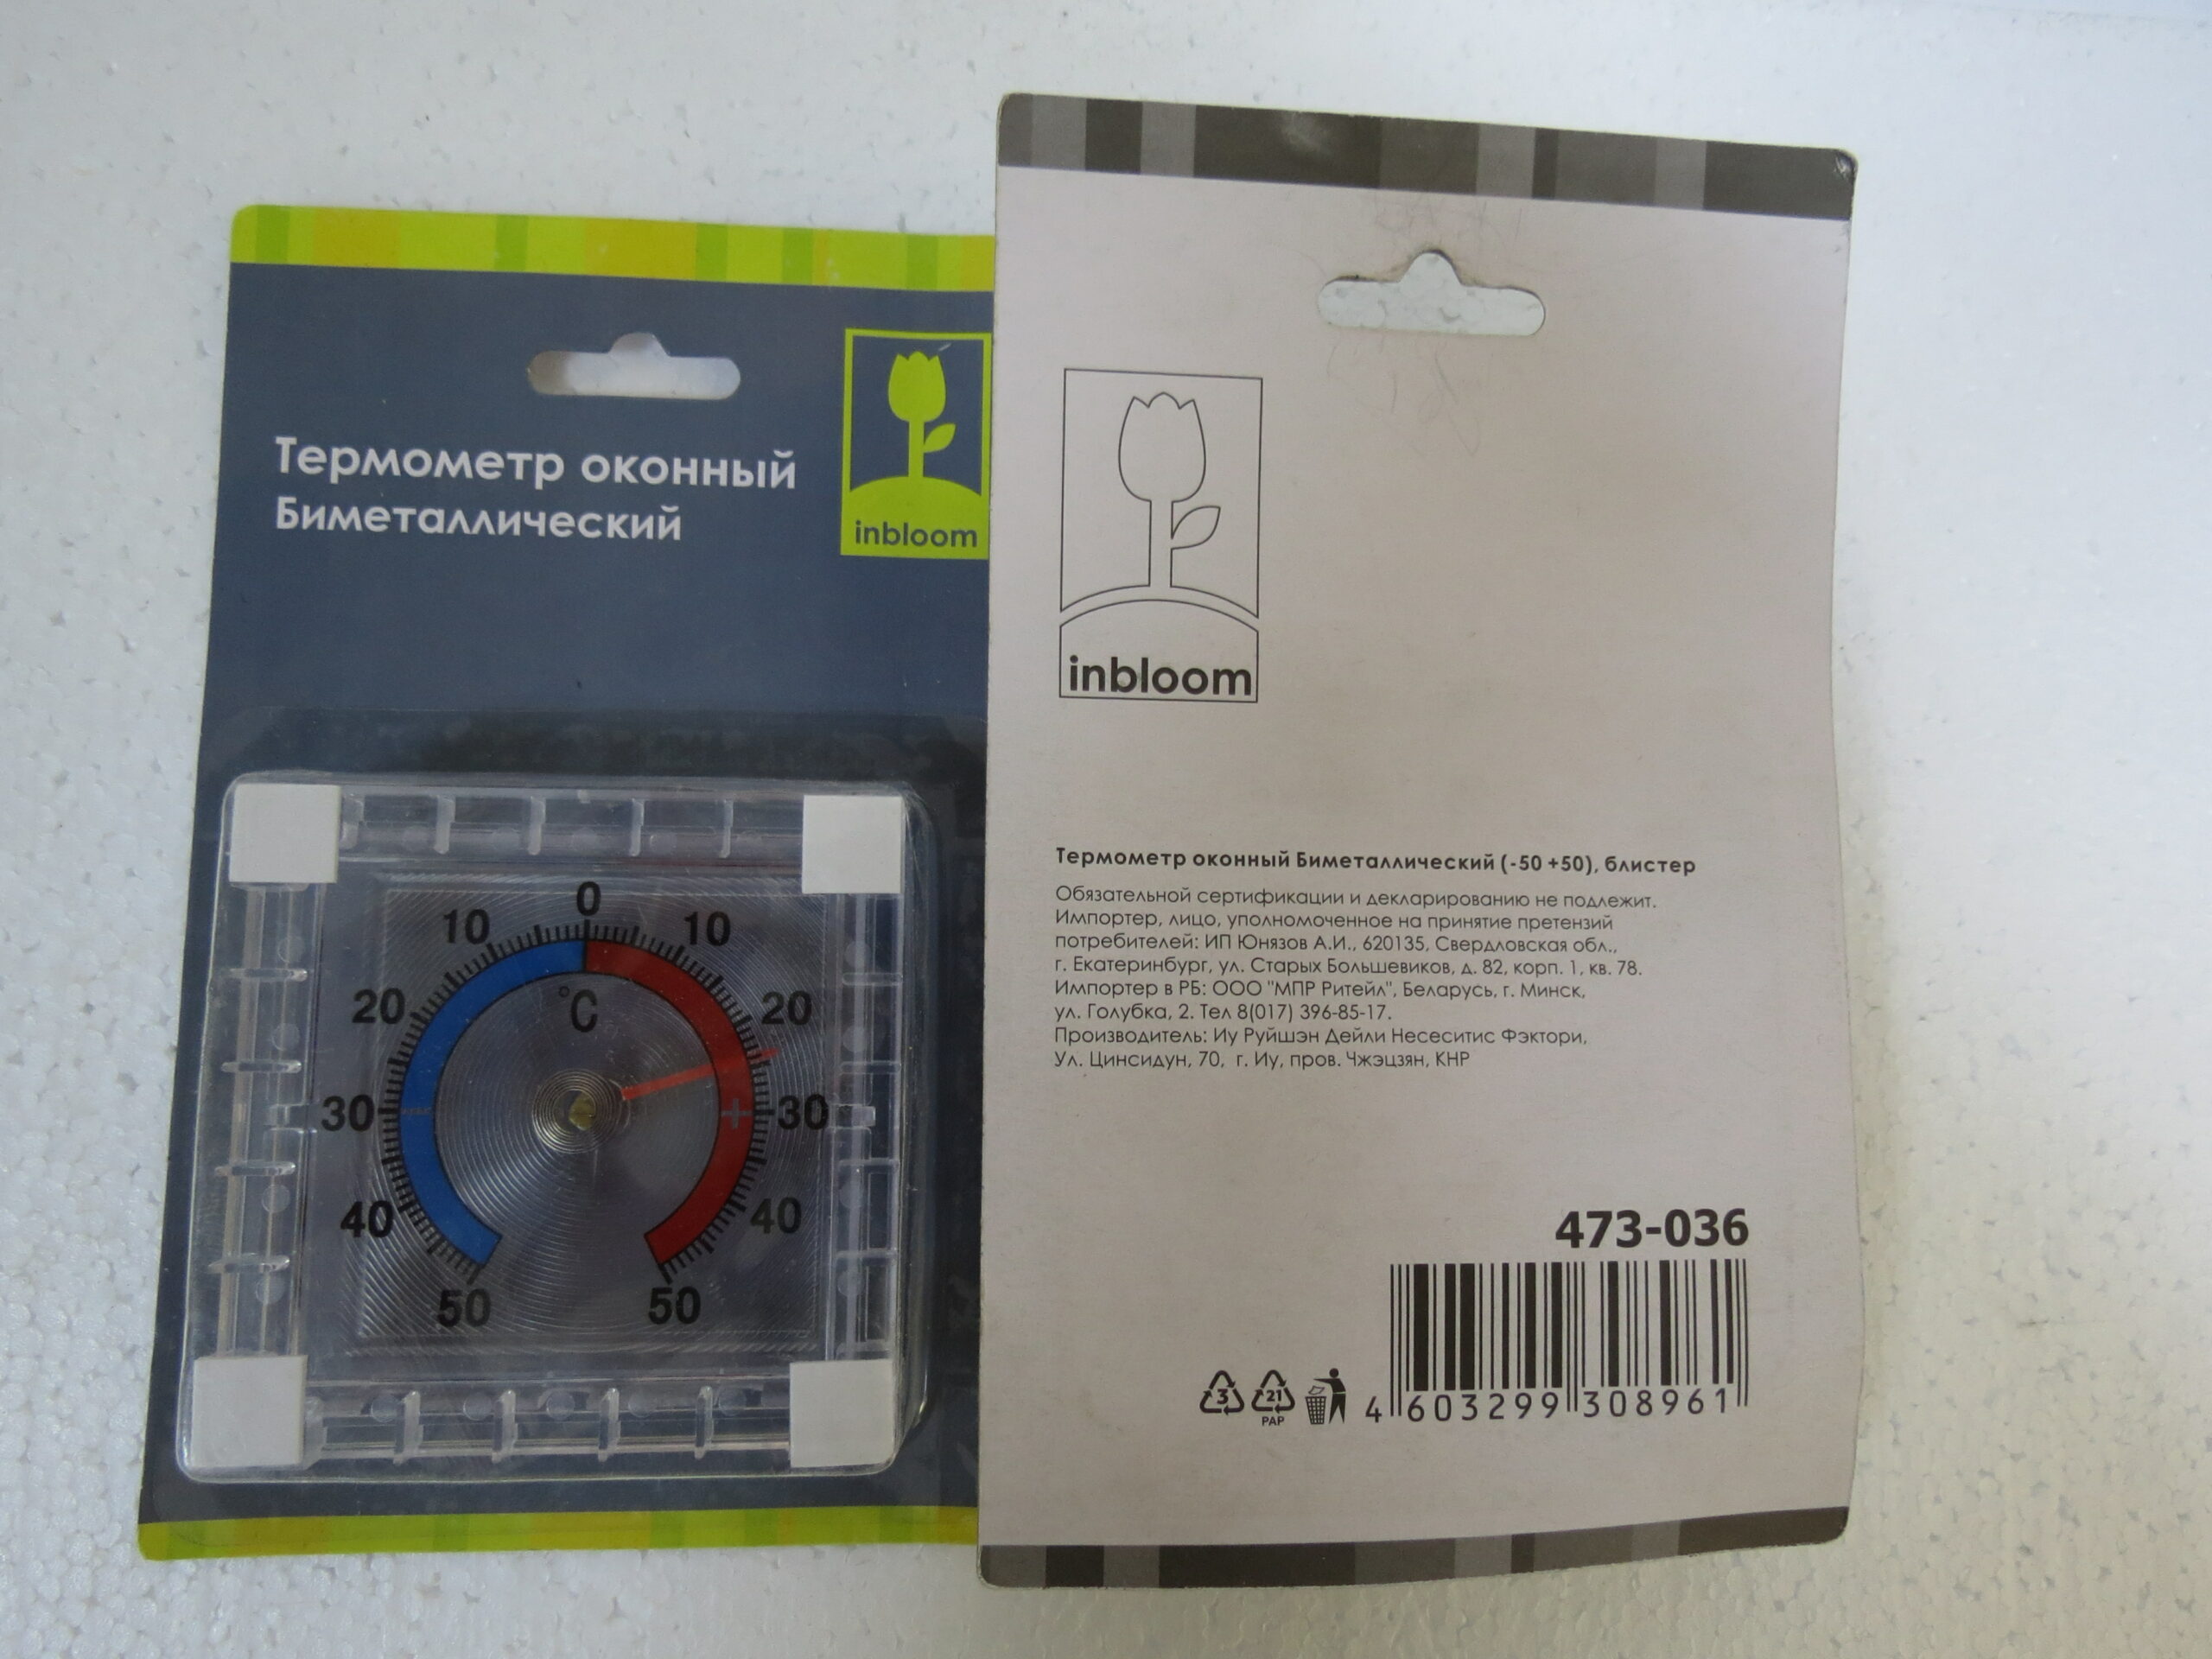 Термометр оконный
Биметаллический
inbloom
0
10
10
°C
20
20
30
30
+
40
40
50
50
inbloom
Термометр оконный Биметаллический (-50 +50), блистер
Обязательной сертификации и декларированию не подлежит.
Импортер, лицо, уполномоченное на принятие претензий
потребителей: ИП Юнязов А.И., 620135, Свердловская обл.,
г. Екатеринбург, ул. Старых Большевиков, д. 82, корп. 1, кв. 78.
Импортер в РБ: ООО "МПР Ритейл", Беларусь, г. Минск,
ул. Голубка, 2. Тел 8(017) 396-85-17.
Производитель: Иу Руйшэн Дейли Несеситис Фэктори,
Ул. Цинсидун, 70, г. Иу, пров. Чжэцзян, КНР
473-036
3
21
PAP
4 603299 308961